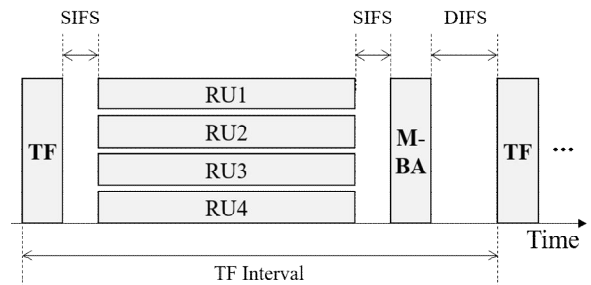 SIFS SIFS DIFS
TF
RU1
RU2
RU3
RU4
M-
BA
TF
...
Time
TF Interval